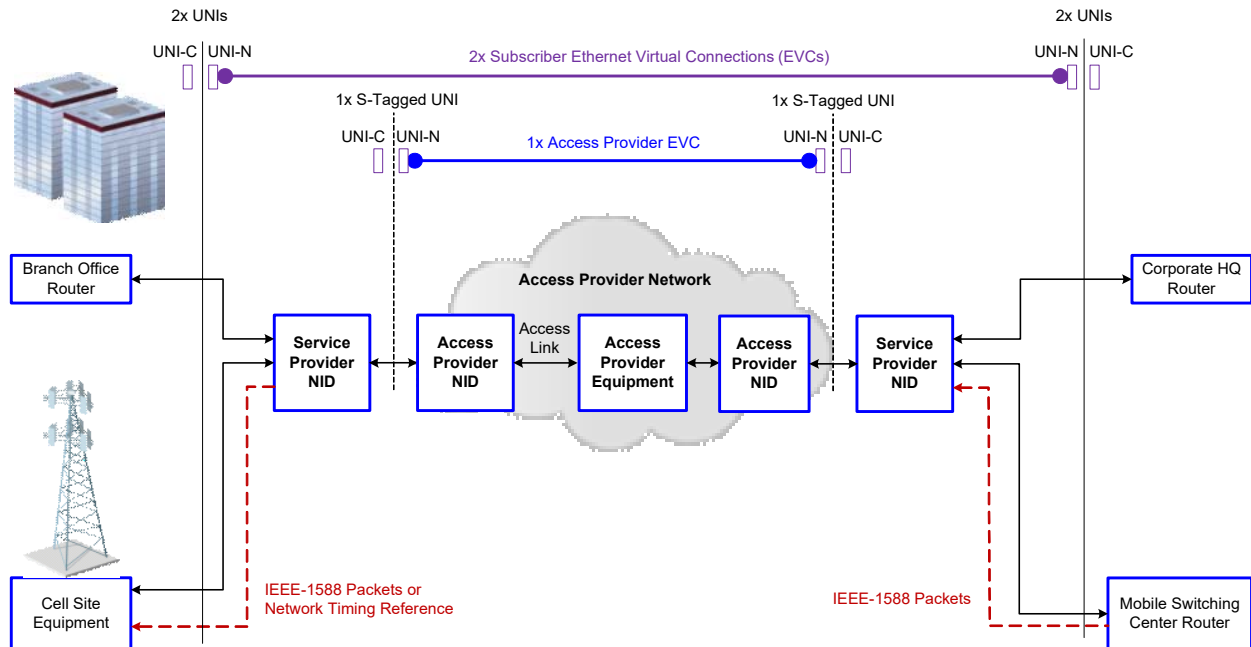 2x UNIs
2x UNIs
UNI-C
UNI-N
2x Subscriber Ethernet Virtual Connections (EVCs)
UNI-N
UNI-C
1x S-Tagged UNI
1x S-Tagged UNI
UNI-C
UNI-N
1x Access Provider EVC
UNI-N
UNI-C
Branch Office
Router
Access Provider Network
Corporate HQ
Router
Service
Provider
NID
Access
Provider
NID
Access
Link
Access
Provider
Equipment
Access
Provider
NID
Service
Provider
NID
IEEE-1588 Packets or
Network Timing Reference
IEEE-1588 Packets
Cell Site
Equipment
Mobile Switching
Center Router